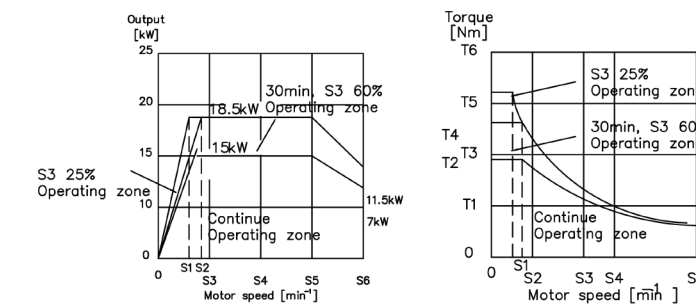 Output
[kW]
25
20
15
10
0
18.5kW
30min, S3 60%
Operating zone
15kW
S3 25%
Operating zone
11.5kW
7kW
Continue
Operating zone
0
S1
S2
S3
S4
S5
S6
Motor speed [min⁻¹]
Torque
[Nm]
T6
T5
T4
T3
T2
T1
0
S3 25%
Operating zon
30min, S3 60
Operating zon
Continue
Operating zone
0
S1
S2
S3
S4
S
Motor speed [min⁻¹]